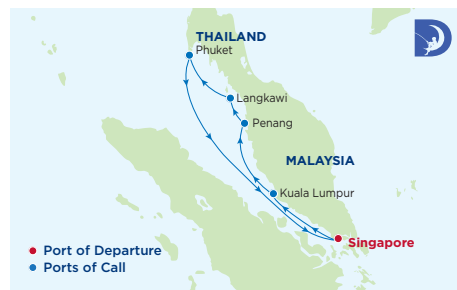 THAILAND
Phuket
Langkawi
Penang
MALAYSIA
Kuala Lumpur
Singapore
Port of Departure
Ports of Call